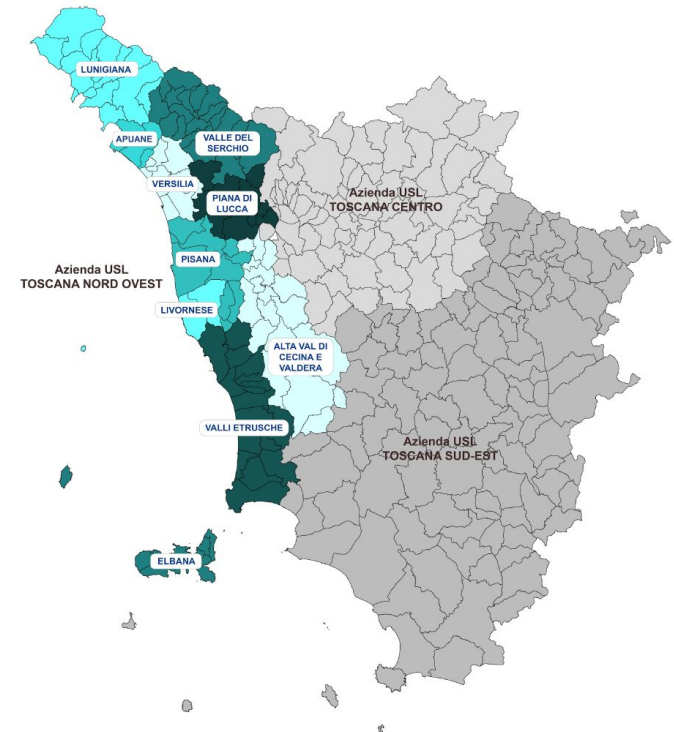 LUNIGIANA
APUANE
VALLE DEL
SERCHIO
VERSILIA
PIANA DI
LUCCA
Azienda USL
TOSCANA CENTRO
PISANA
Azienda USL
TOSCANA NORD OVEST
LIVORNESE
ALTA VAL DI
CECINA E
VALDERA
VALLI ETRUSCHE
Azienda USL
TOSCANA SUD-EST
ELBANA